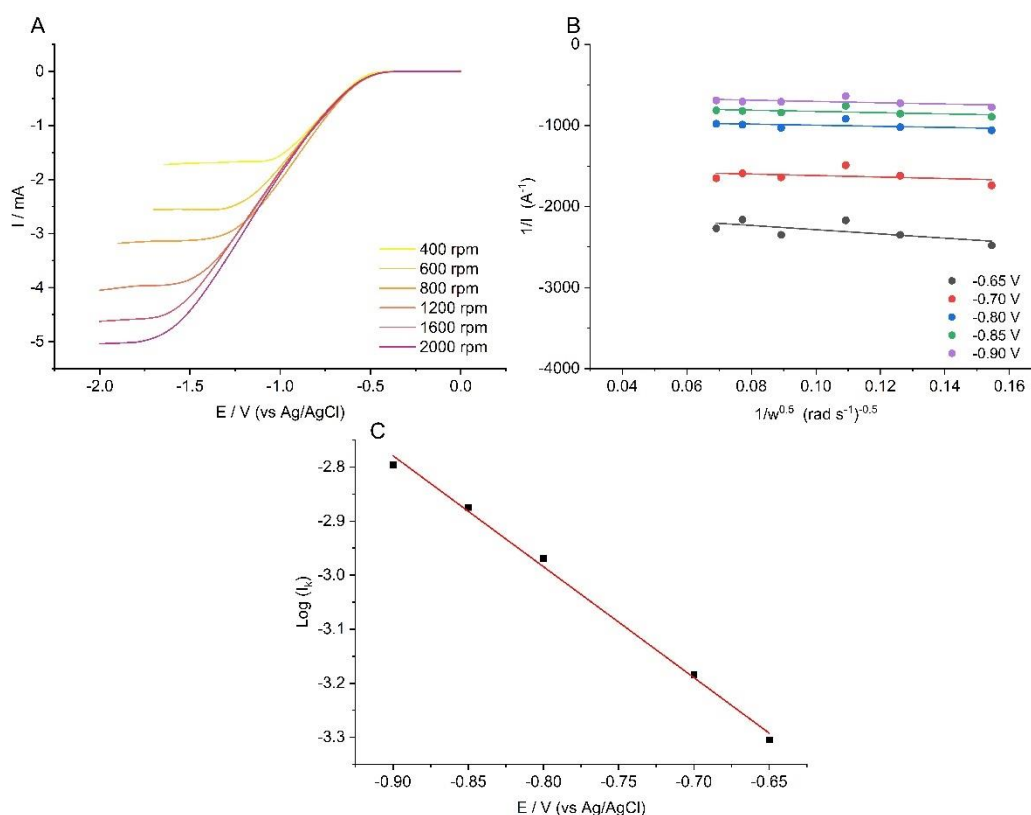 A
I / mA
0
-1
-2
-3
-4
-5
-2.0 -1.5 -1.0 -0.5 0.0
E / V (vs Ag/AgCl)
400 rpm
600 rpm
800 rpm
1200 rpm
1600 rpm
2000 rpm
B
1/I (A⁻¹)
0
-1000
-2000
-3000
-4000
0.04 0.06 0.08 0.10 0.12 0.14 0.16
1/w⁰·⁵ (rad s⁻¹)⁻⁰·⁵
-0.65 V
-0.70 V
-0.80 V
-0.85 V
-0.90 V
C
Log (Iₖ)
-2.8
-2.9
-3.0
-3.1
-3.2
-3.3
-0.90 -0.85 -0.80 -0.75 -0.70 -0.65
E / V (vs Ag/AgCl)